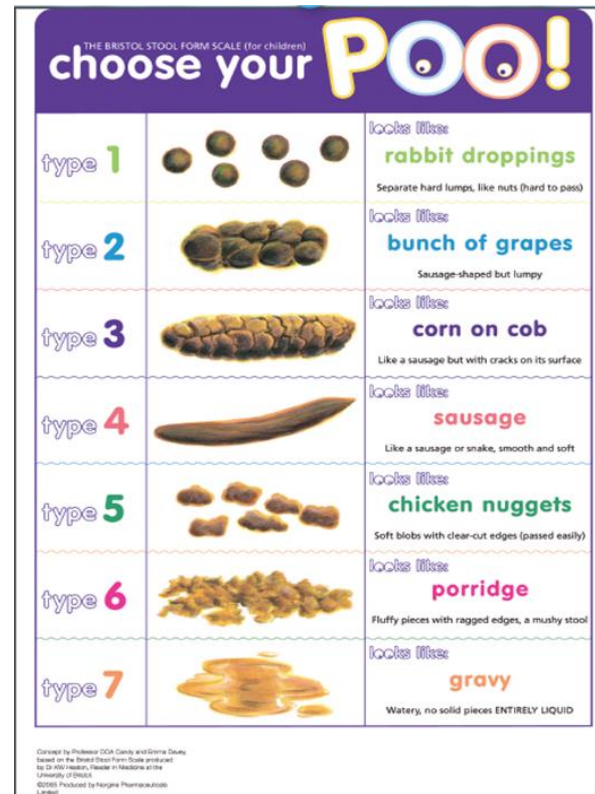 THE BRISTOL STOOL FORM SCALE (for children)
choose your POO!
type 1
looks like:
rabbit droppings
Separate hard lumps, like nuts (hard to pass)
type 2
looks like:
bunch of grapes
Sausage-shaped but lumpy
type 3
looks like:
corn on cob
Like a sausage but with cracks on its surface
type 4
looks like:
sausage
Like a sausage or snake, smooth and soft
type 5
looks like:
chicken nuggets
Soft blobs with clear-cut edges (passed easily)
type 6
looks like:
porridge
Fluffy pieces with ragged edges, a mushy stool
type 7
looks like:
gravy
Watery, no solid pieces ENTIRELY LIQUID
Concept by Professor DCA Candy and Emma Davey,
based on the Bristol Stool Form Scale produced
by Dr KW Heaton, Reader in Medicine at the
University of Bristol.
©2005 Produced by Norgine Pharmaceuticals
Limited